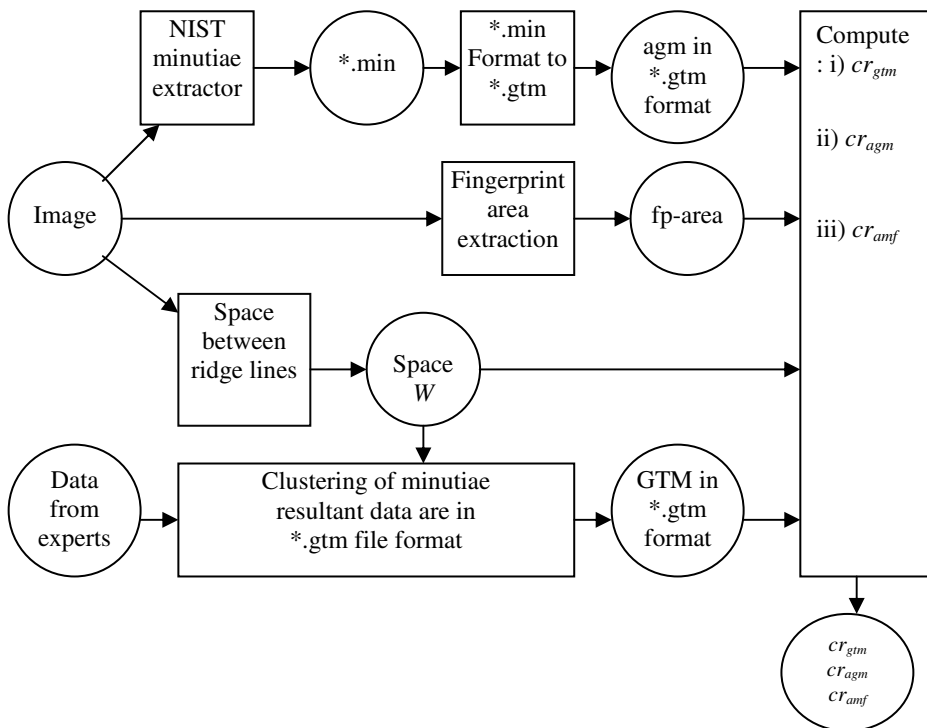 NIST
minutiae
extractor
*.min
*.min
Format to
*.gtm
agm in
*.gtm
format
Compute
: i) cr_gtm
ii) cr_agm
iii) cr_amf
Image
Fingerprint
area
extraction
fp-area
Space
between
ridge lines
Space
W
Data
from
experts
Clustering of minutiae
resultant data are in
*.gtm file format
GTM in
*.gtm
format
cr_gtm
cr_agm
cr_amf